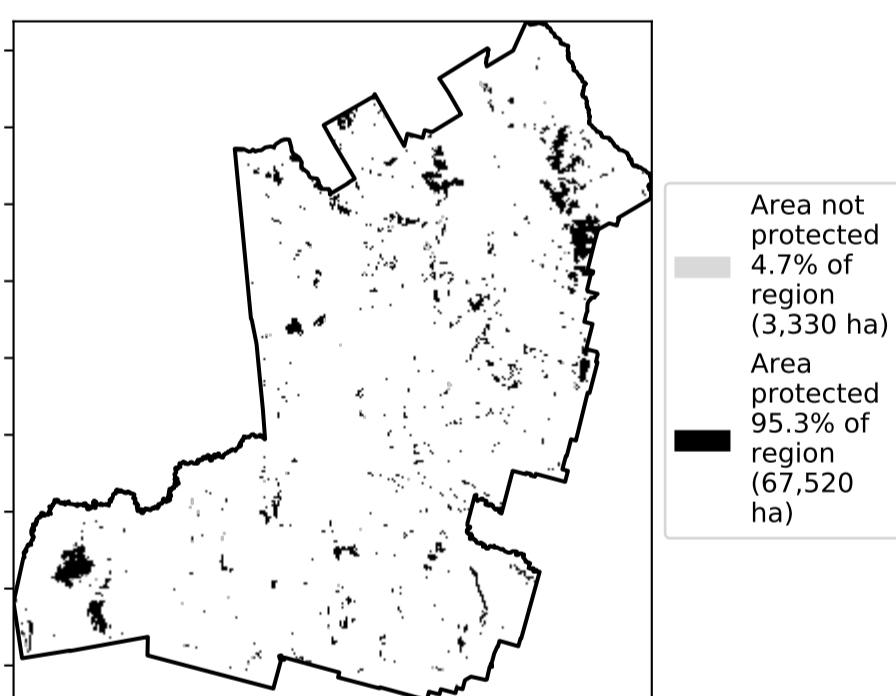 Area not
protected
4.7% of
region
(3,330 ha)
Area
protected
95.3% of
region
(67,520
ha)